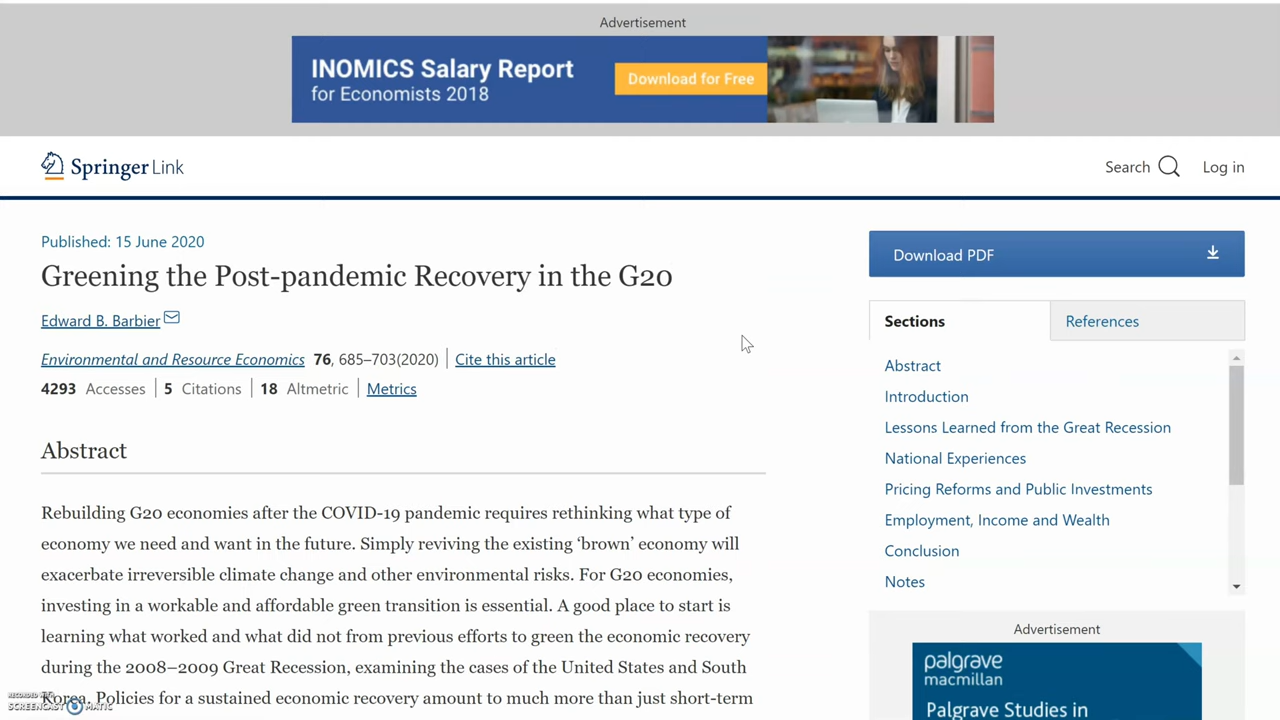 Advertisement
INOMICS Salary Report
for Economists 2018
Download for Free
Springer Link
Search
Log in
Published: 15 June 2020
Greening the Post-pandemic Recovery in the G20
Edward B. Barbier
Environmental and Resource Economics 76, 685–703(2020) | Cite this article
4293 Accesses | 5 Citations | 18 Altmetric | Metrics
Abstract
Rebuilding G20 economies after the COVID-19 pandemic requires rethinking what type of
economy we need and want in the future. Simply reviving the existing ‘brown’ economy will
exacerbate irreversible climate change and other environmental risks. For G20 economies,
investing in a workable and affordable green transition is essential. A good place to start is
learning what worked and what did not from previous efforts to green the economic recovery
during the 2008–2009 Great Recession, examining the cases of the United States and South
Korea. Policies for a sustained economic recovery amount to much more than just short-term
Download PDF
Sections
References
Abstract
Introduction
Lessons Learned from the Great Recession
National Experiences
Pricing Reforms and Public Investments
Employment, Income and Wealth
Conclusion
Notes
Advertisement
palgrave
macmillan
Palgrave Studies in
RECORDED WITH
SCREENCAST MATIC